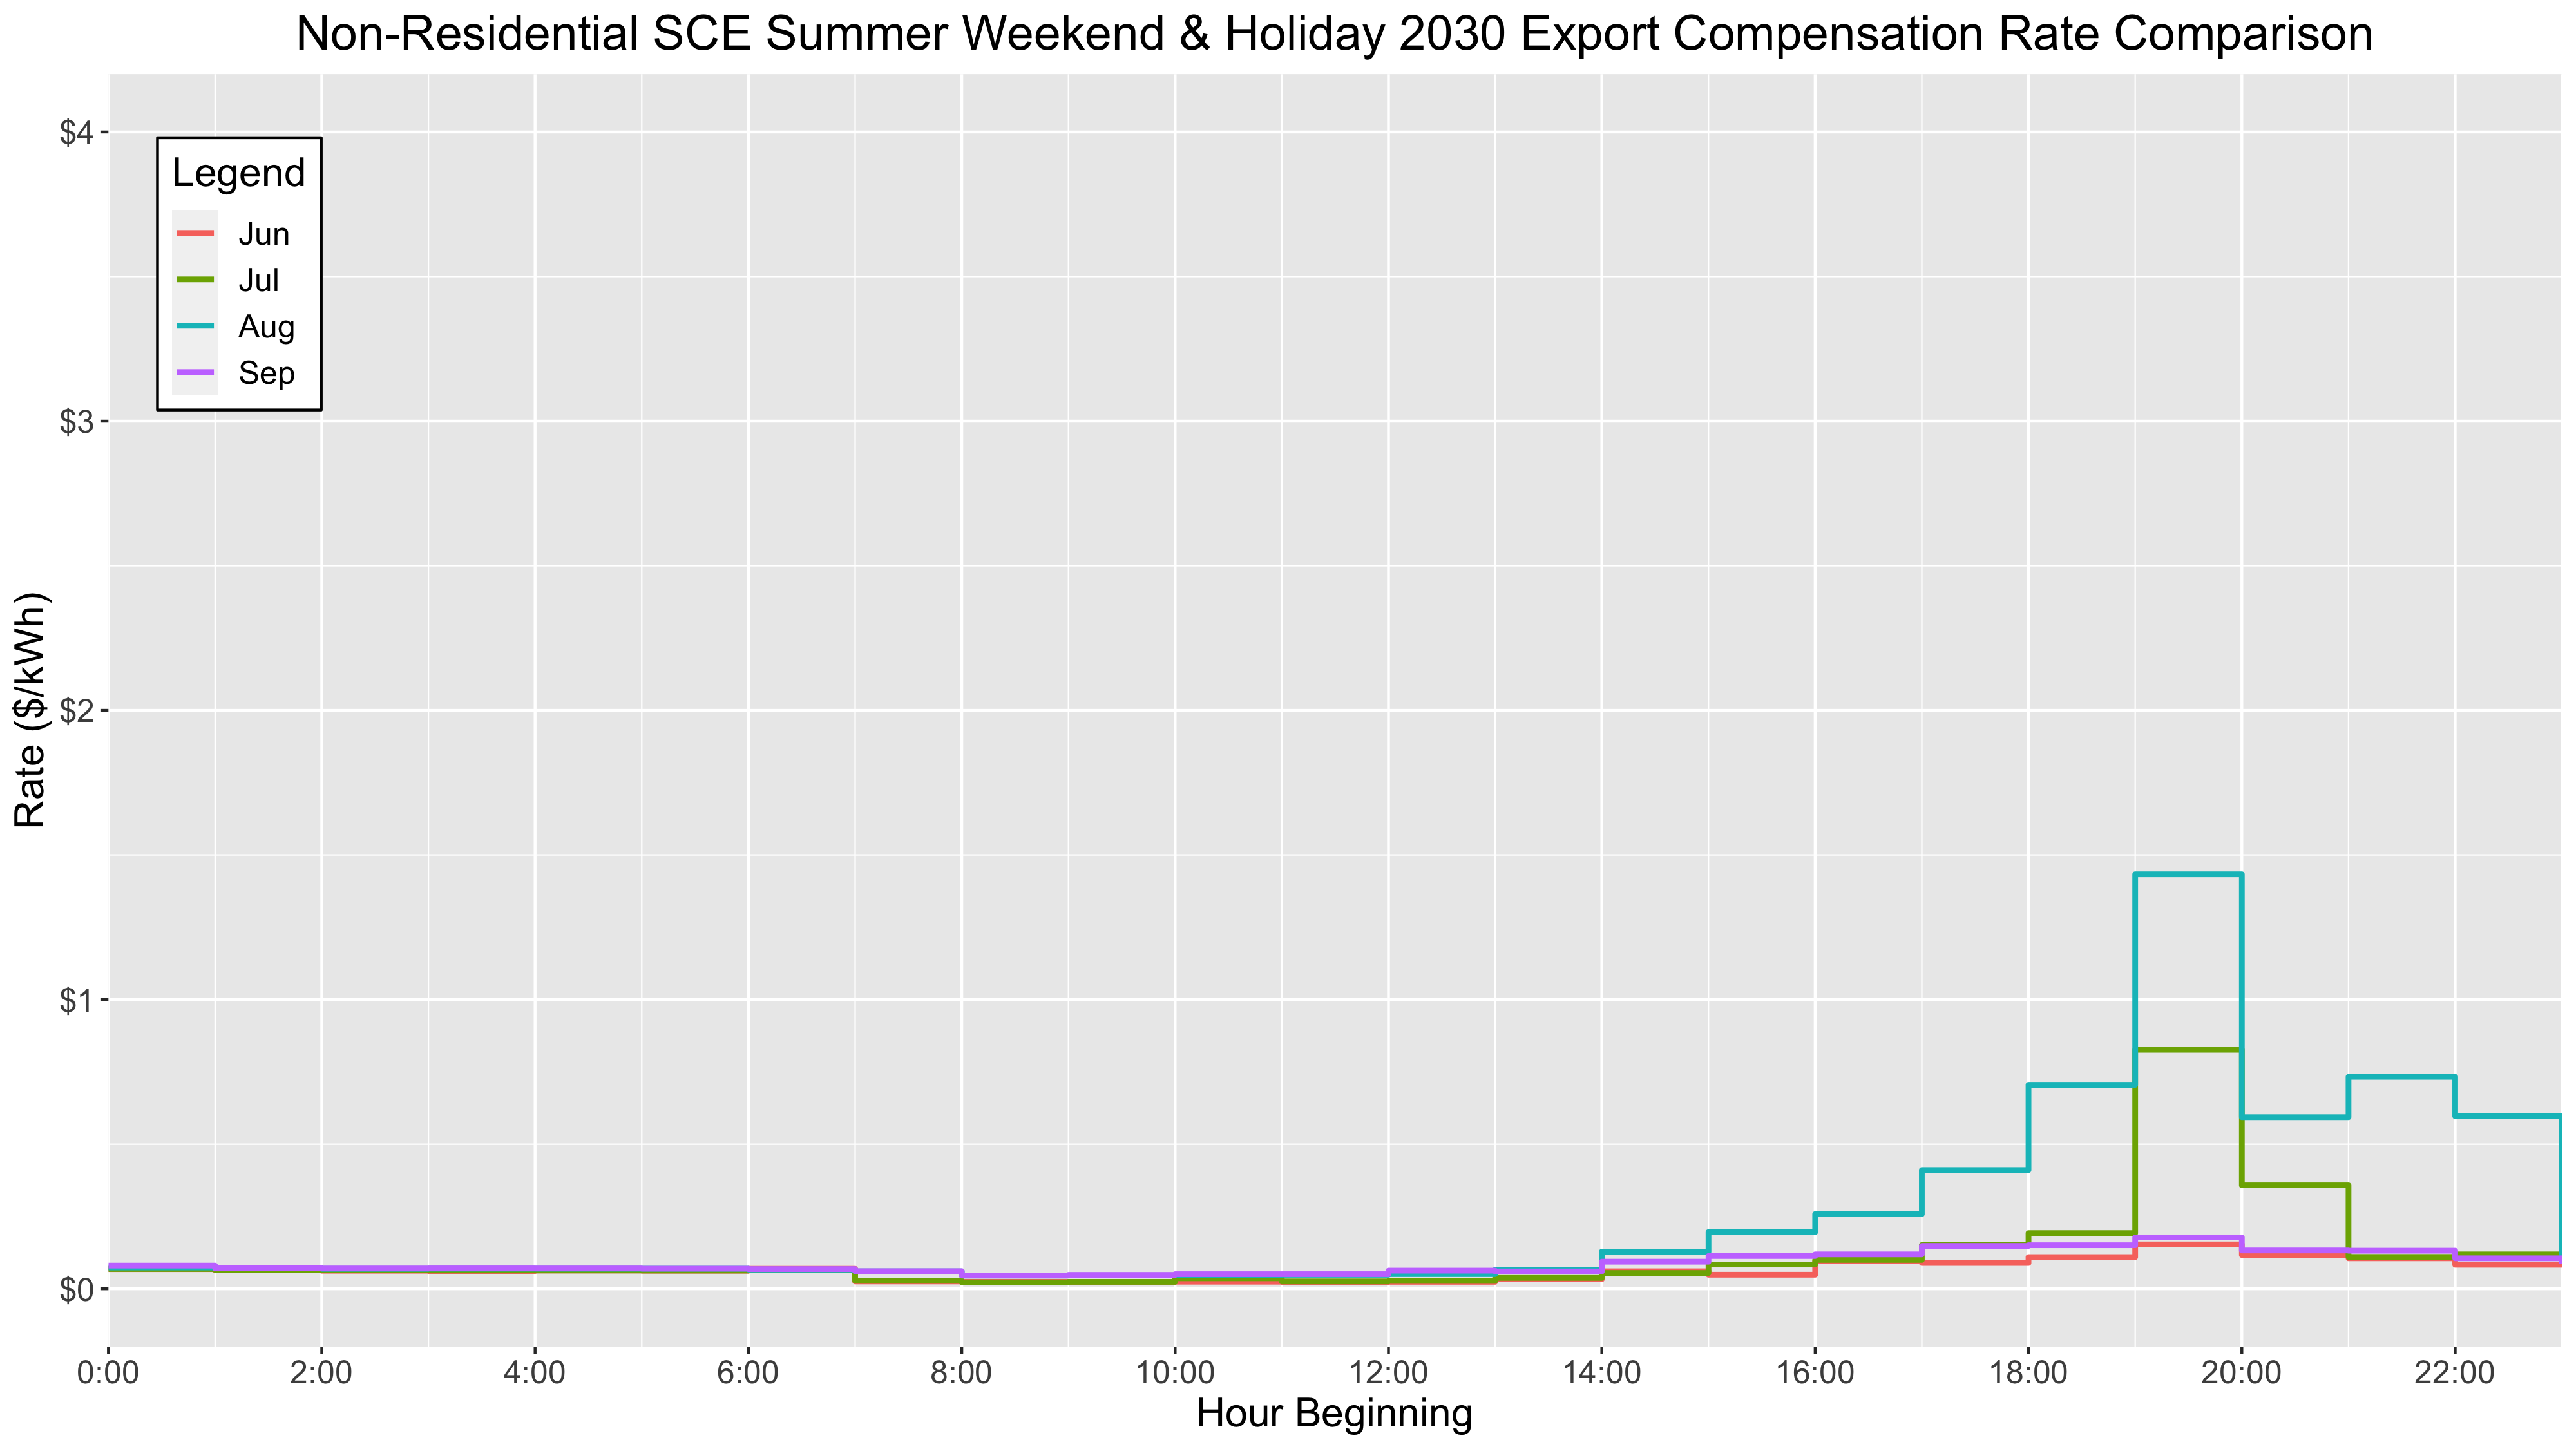 Non-Residential SCE Summer Weekend & Holiday 2030 Export Compensation Rate Comparison
$4
Legend
Jun
Jul
Aug
Sep
$3
Rate ($/kWh)
$2
$1
$0
0:00 2:00 4:00 6:00 8:00 10:00 12:00 14:00 16:00 18:00 20:00 22:00
Hour Beginning